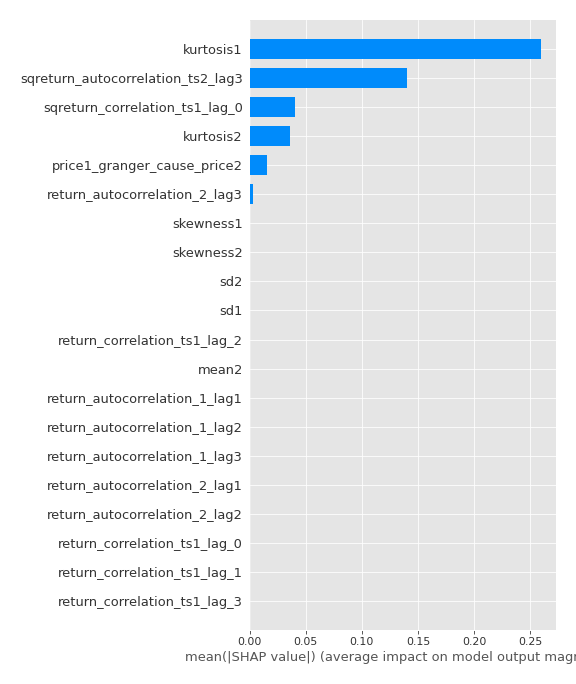 kurtosis1
sqreturn_autocorrelation_ts2_lag3
sqreturn_correlation_ts1_lag_0
kurtosis2
price1_granger_cause_price2
return_autocorrelation_2_lag3
skewness1
skewness2
sd2
sd1
return_correlation_ts1_lag_2
mean2
return_autocorrelation_1_lag1
return_autocorrelation_1_lag2
return_autocorrelation_1_lag3
return_autocorrelation_2_lag1
return_autocorrelation_2_lag2
return_correlation_ts1_lag_0
return_correlation_ts1_lag_1
return_correlation_ts1_lag_3
0.00 0.05 0.10 0.15 0.20 0.25
mean(|SHAP value|) (average impact on model output magn